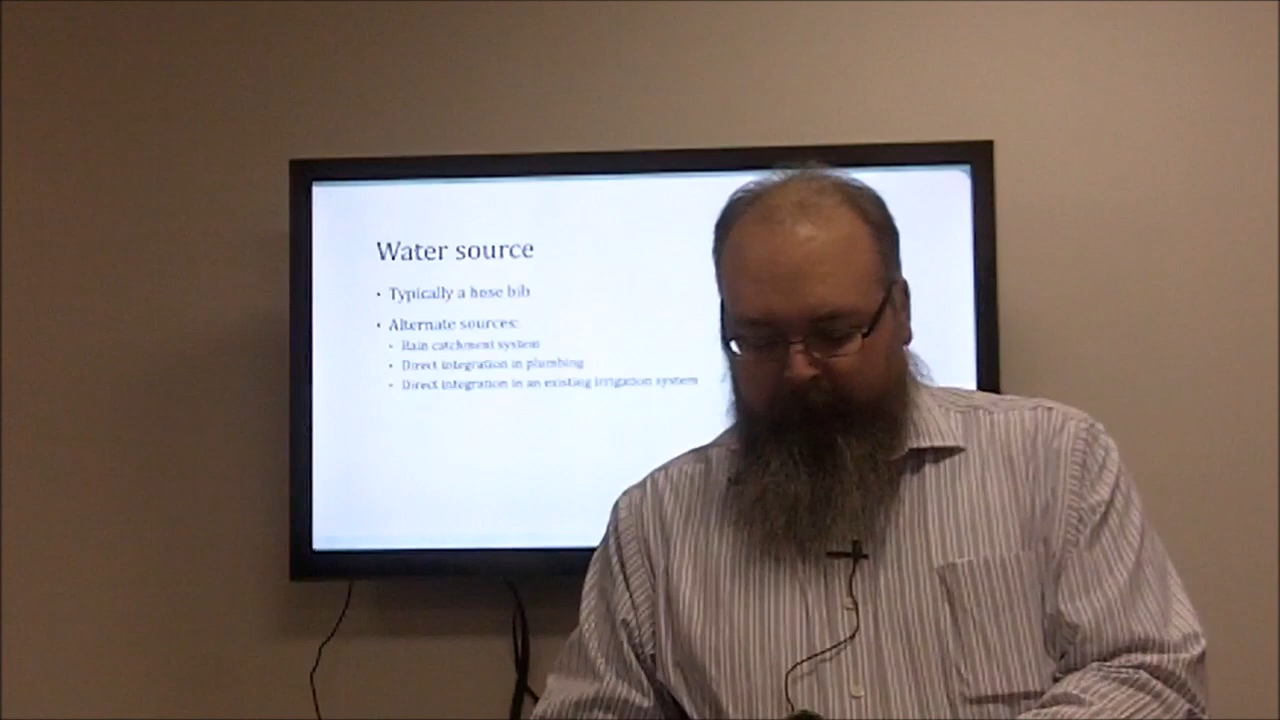 Water source
Typically a hose bib
Alternate sources:
Rain catchment system
Direct integration in plumbing
Direct integration in an existing irrigation system